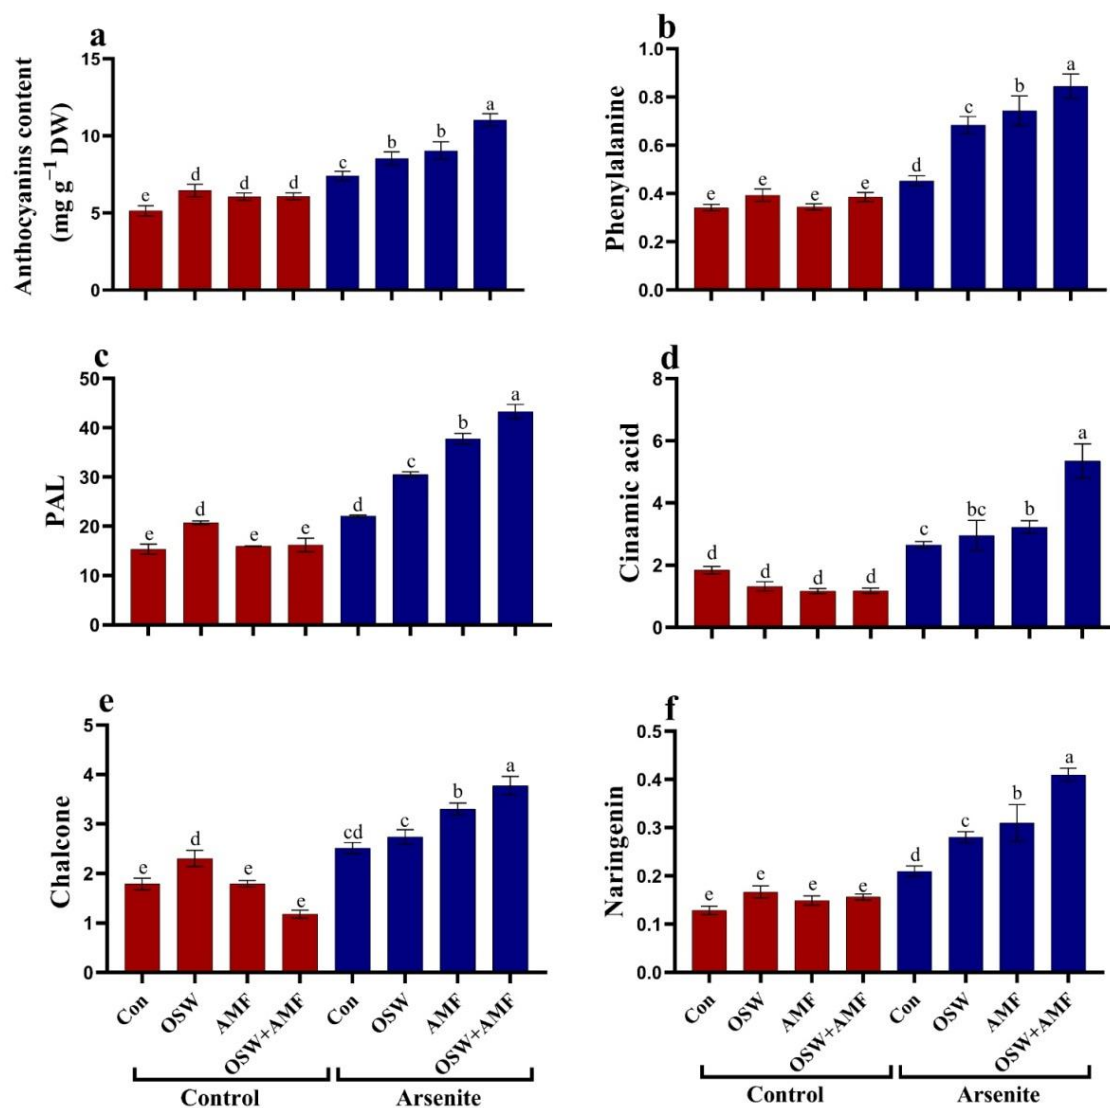 a
Anthocyanins content
(mg g⁻¹ DW)
15
10
5
0
e
d
d
d
c
b
b
a
b
Phenylalanine
1.0
0.8
0.6
0.4
0.2
0.0
e
e
e
e
d
c
b
a
c
PAL
50
40
30
20
10
0
e
d
e
e
d
c
b
a
d
Cinamic acid
8
6
4
2
0
d
d
d
d
c
bc
b
a
e
Chalcone
5
4
3
2
1
0
e
d
e
e
cd
c
b
a
Con
OSW
AMF
OSW+AMF
Con
OSW
AMF
OSW+AMF
Control
Arsenite
f
Naringenin
0.5
0.4
0.3
0.2
0.1
0.0
e
e
e
e
d
c
b
a
Con
OSW
AMF
OSW+AMF
Con
OSW
AMF
OSW+AMF
Control
Arsenite